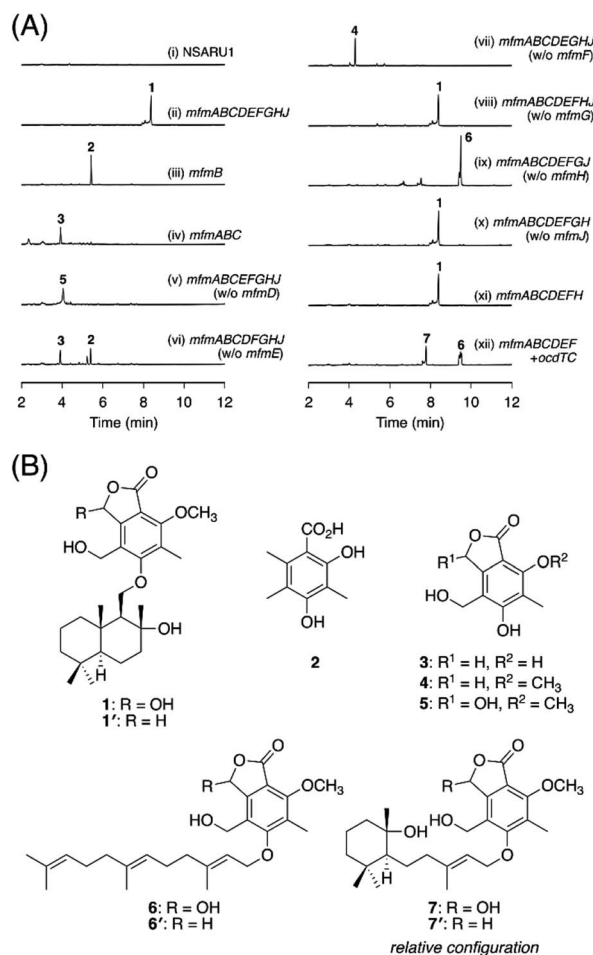 (A)
(i) NSARU1
1
(ii) mfmABCDEFGHJ
2
(iii) mfmB
3
(iv) mfmABC
5
(v) mfmABCEFGHJ
(w/o mfmD)
3 2
(vi) mfmABCDFGHJ
(w/o mfmE)
2 4 6 8 10 12
Time (min)
4
(vii) mfmABCDEGHJ
(w/o mfmF)
1
(viii) mfmABCDEFHJ
(w/o mfmG)
6
(ix) mfmABCDEFGJ
(w/o mfmH)
1
(x) mfmABCDEFGH
(w/o mfmJ)
1
(xi) mfmABCDEFH
7 6
(xii) mfmABCDEF
+ocdTC
2 4 6 8 10 12
Time (min)
(B)
O
R O
OCH3
HO
O
OH
H
1: R = OH
1′: R = H
CO2H
OH
OH
2
O
R1 O
OR2
HO
OH
3: R1 = H, R2 = H
4: R1 = H, R2 = CH3
5: R1 = OH, R2 = CH3
O
R O
OCH3
HO
O
6: R = OH
6′: R = H
O
R O
OCH3
OH HO
O
H
7: R = OH
7′: R = H
relative configuration